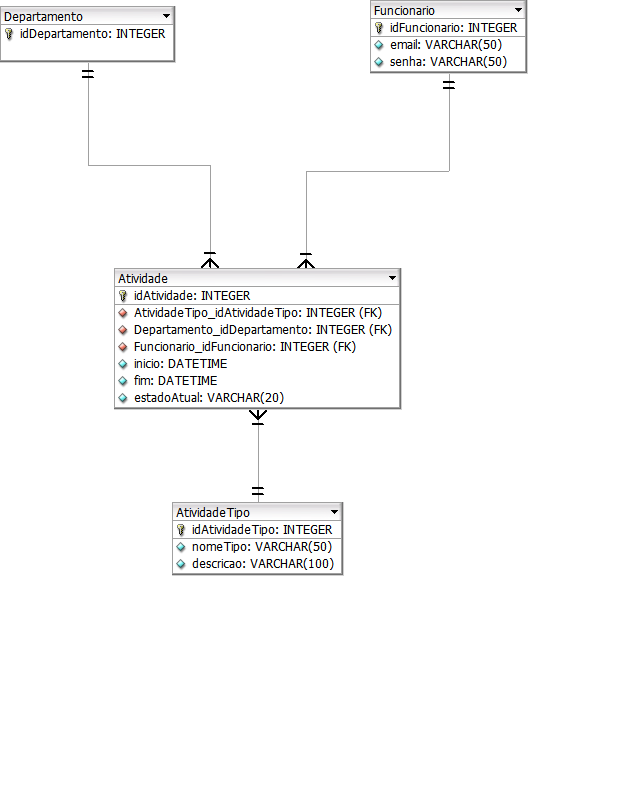 Departamento
idDepartamento: INTEGER
Funcionario
idFuncionario: INTEGER
email: VARCHAR(50)
senha: VARCHAR(50)
Atividade
idAtividade: INTEGER
AtividadeTipo_idAtividadeTipo: INTEGER (FK)
Departamento_idDepartamento: INTEGER (FK)
Funcionario_idFuncionario: INTEGER (FK)
inicio: DATETIME
fim: DATETIME
estadoAtual: VARCHAR(20)
AtividadeTipo
idAtividadeTipo: INTEGER
nomeTipo: VARCHAR(50)
descricao: VARCHAR(100)